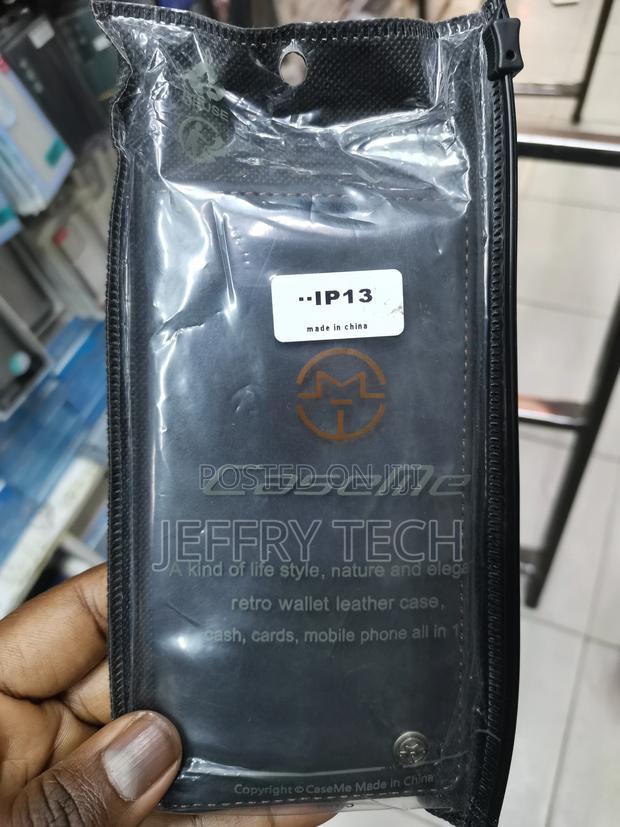 ··IP13
made in china
CaseMe
POSTED ON JIJI
JEFFRY TECH
A kind of life style, nature and elega
retro wallet leather case,
cash, cards, mobile phone all in 1
Copyright © CaseMe Made in China